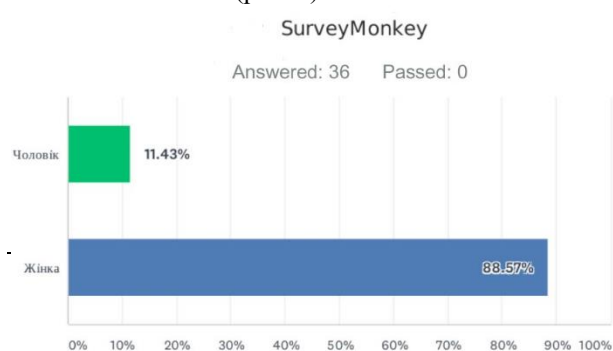 SurveyMonkey
Answered: 36 Passed: 0
Чоловік 11.43%
Жінка 88.57%
0% 10% 20% 30% 40% 50% 60% 70% 80% 90% 100%